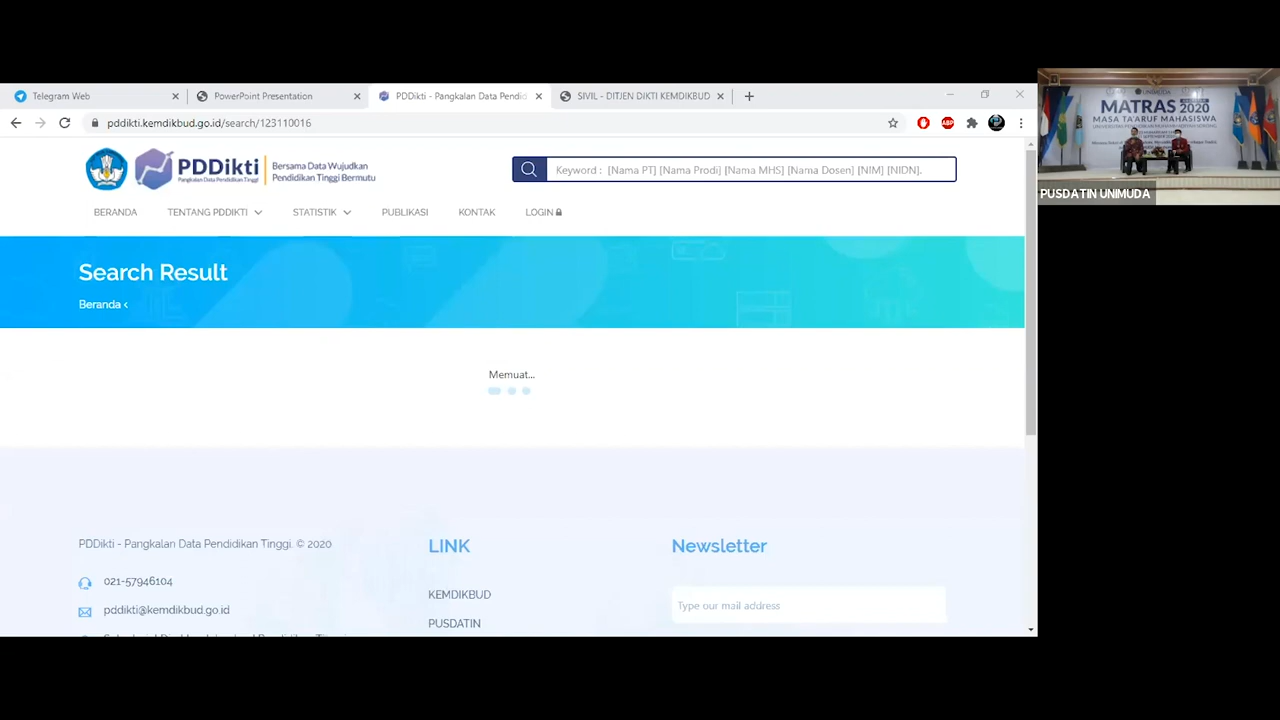 Telegram Web
PowerPoint Presentation
PDDikti - Pangkalan Data Pendid
SIVIL - DITJEN DIKTI KEMDIKBUD
pddikti.kemdikbud.go.id/search/123110016
ABP
PDDikti
Pangkalan Data Pendidikan Tinggi
Bersama Data Wujudkan
Pendidikan Tinggi Bermutu
Keyword : [Nama PT] [Nama Prodi] [Nama MHS] [Nama Dosen] [NIM] [NIDN].
BERANDA
TENTANG PDDIKTI
STATISTIK
PUBLIKASI
KONTAK
LOGIN
Search Result
Beranda ‹
Memuat...
PDDikti - Pangkalan Data Pendidikan Tinggi. © 2020
021-57946104
pddikti@kemdikbud.go.id
LINK
KEMDIKBUD
PUSDATIN
Newsletter
Type our mail address
UNIMUDA
MATRAS 2020
MASA TA'ARUF MAHASISWA
PUSDATIN UNIMUDA